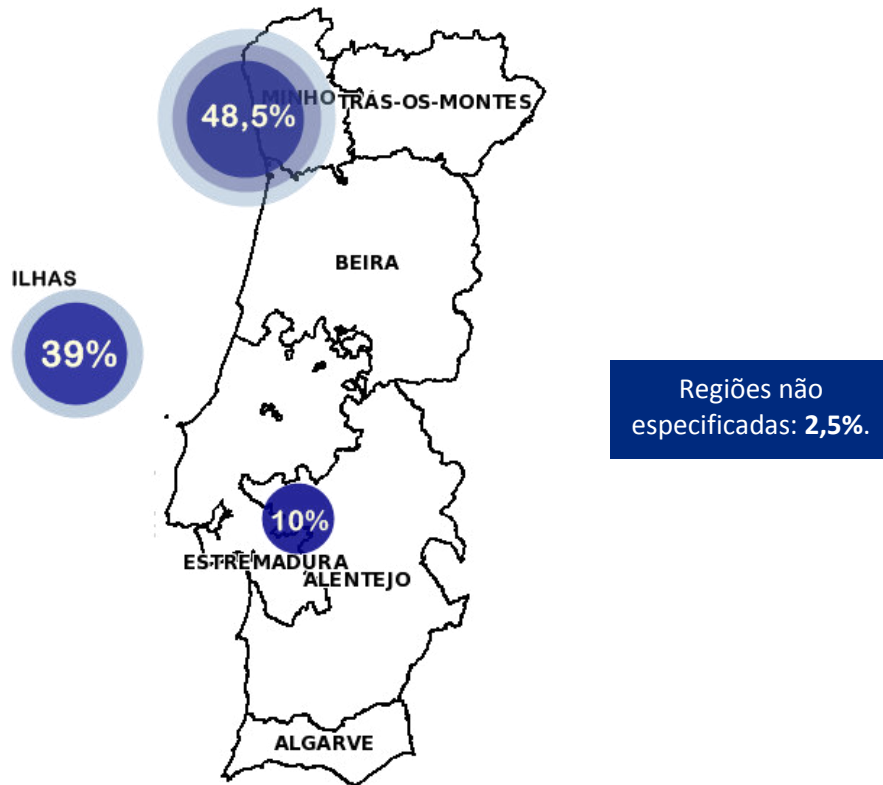 MINHO
TRÁS-OS-MONTES
48,5%
BEIRA
ILHAS
39%
Regiões não
especificadas: 2,5%.
10%
ESTREMADURA
ALENTEJO
ALGARVE